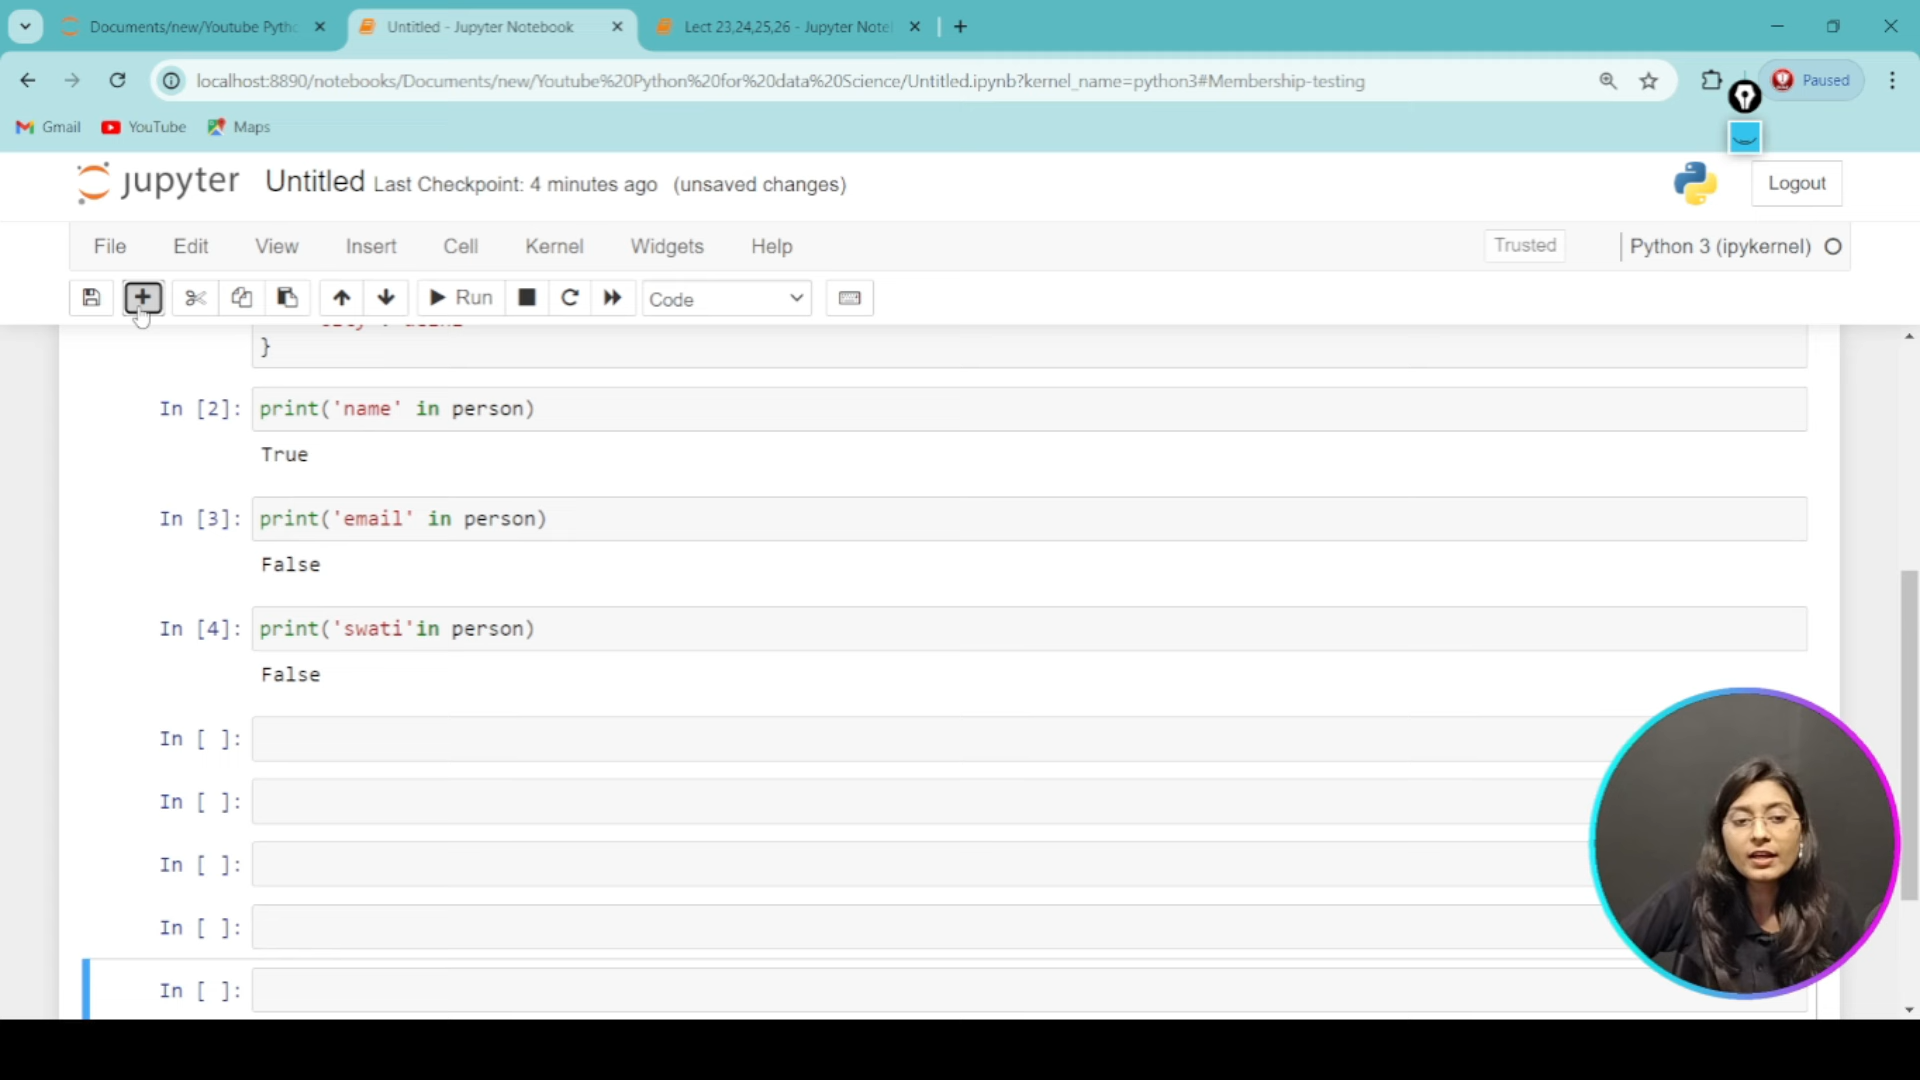 Documents/new/Youtube Pytho
Untitled - Jupyter Notebook
Lect 23,24,25,26 - Jupyter Note
localhost:8890/notebooks/Documents/new/Youtube%20Python%20for%20data%20Science/Untitled.ipynb?kernel_name=python3#Membership-testing
Paused
Gmail
YouTube
Maps
jupyter Untitled Last Checkpoint: 4 minutes ago (unsaved changes)
Logout
File Edit View Insert Cell Kernel Widgets Help
Trusted
Python 3 (ipykernel)
Run
Code
}
In [2]: print('name' in person)
True
In [3]: print('email' in person)
False
In [4]: print('swati'in person)
False
In [ ]:
In [ ]:
In [ ]:
In [ ]:
In [ ]: